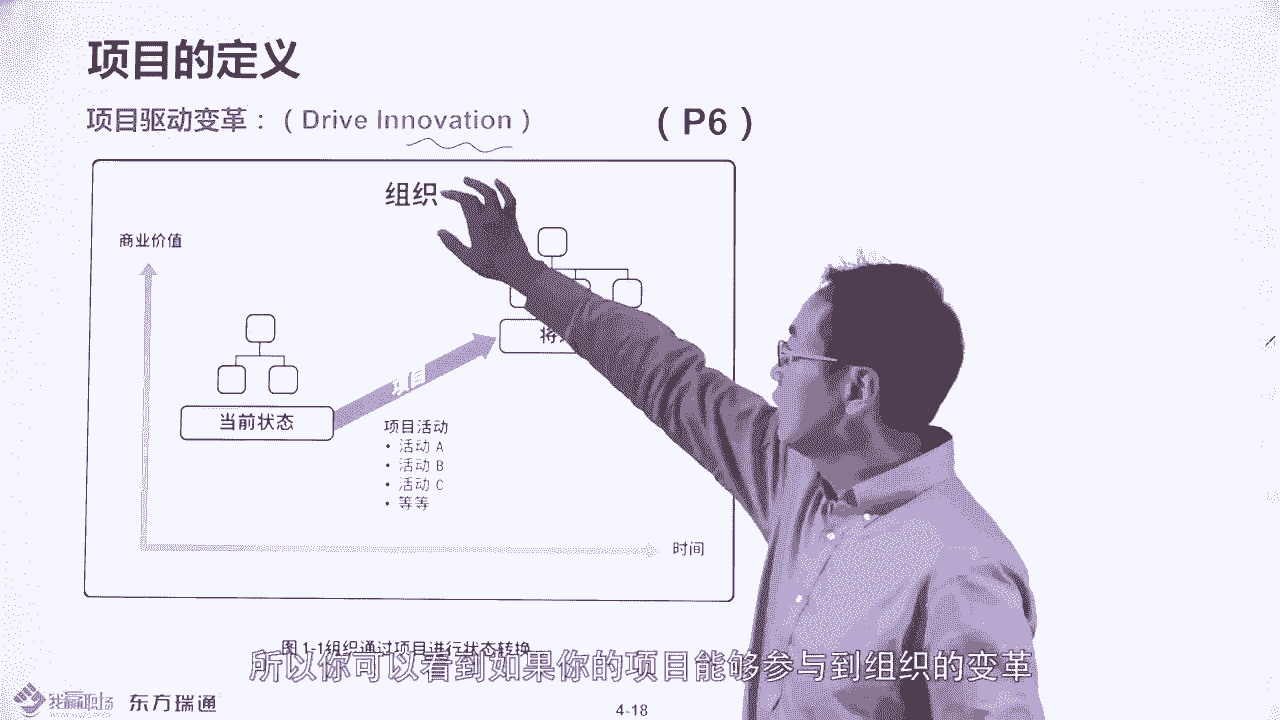 项目的定义
项目驱动变革：（Drive Innovation）
（P6）
组织
商业价值
将
当前状态
项目
项目活动
• 活动 A
• 活动 B
• 活动 C
• 等等
时间
图 1-1组织通过项目进行状态转换
所以你可以看到如果你的项目能够参与到组织的变革
我赢职场
东方瑞通
4-18